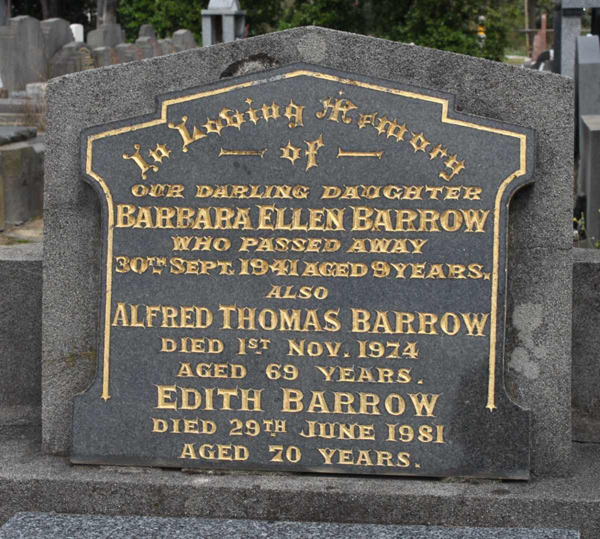 In Loving Memory
of
OUR DARLING DAUGHTER
BARBARA ELLEN BARROW
WHO PASSED AWAY
30TH SEPT. 1941 AGED 9 YEARS.
ALSO
ALFRED THOMAS BARROW
DIED 1ST NOV. 1974
AGED 69 YEARS.
EDITH BARROW
DIED 29TH JUNE 1981
AGED 70 YEARS.